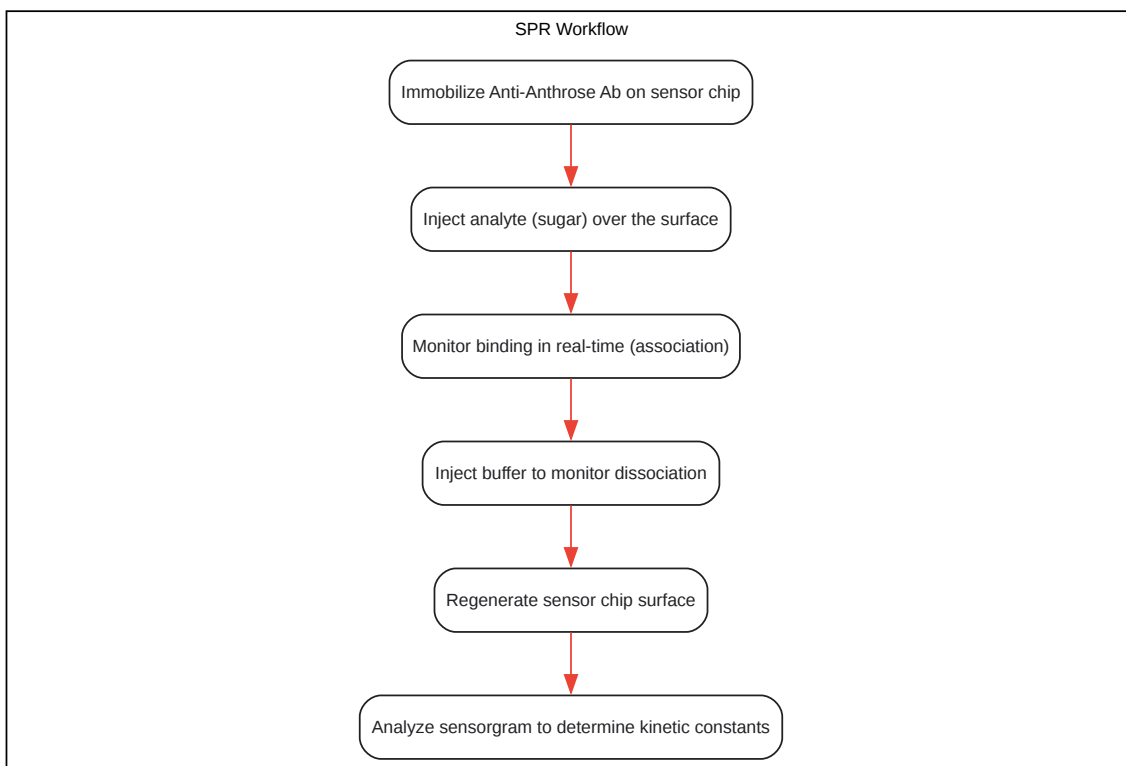 SPR Workflow
Immobilize Anti-Anthrose Ab on sensor chip
Inject analyte (sugar) over the surface
Monitor binding in real-time (association)
Inject buffer to monitor dissociation
Regenerate sensor chip surface
Analyze sensorgram to determine kinetic constants